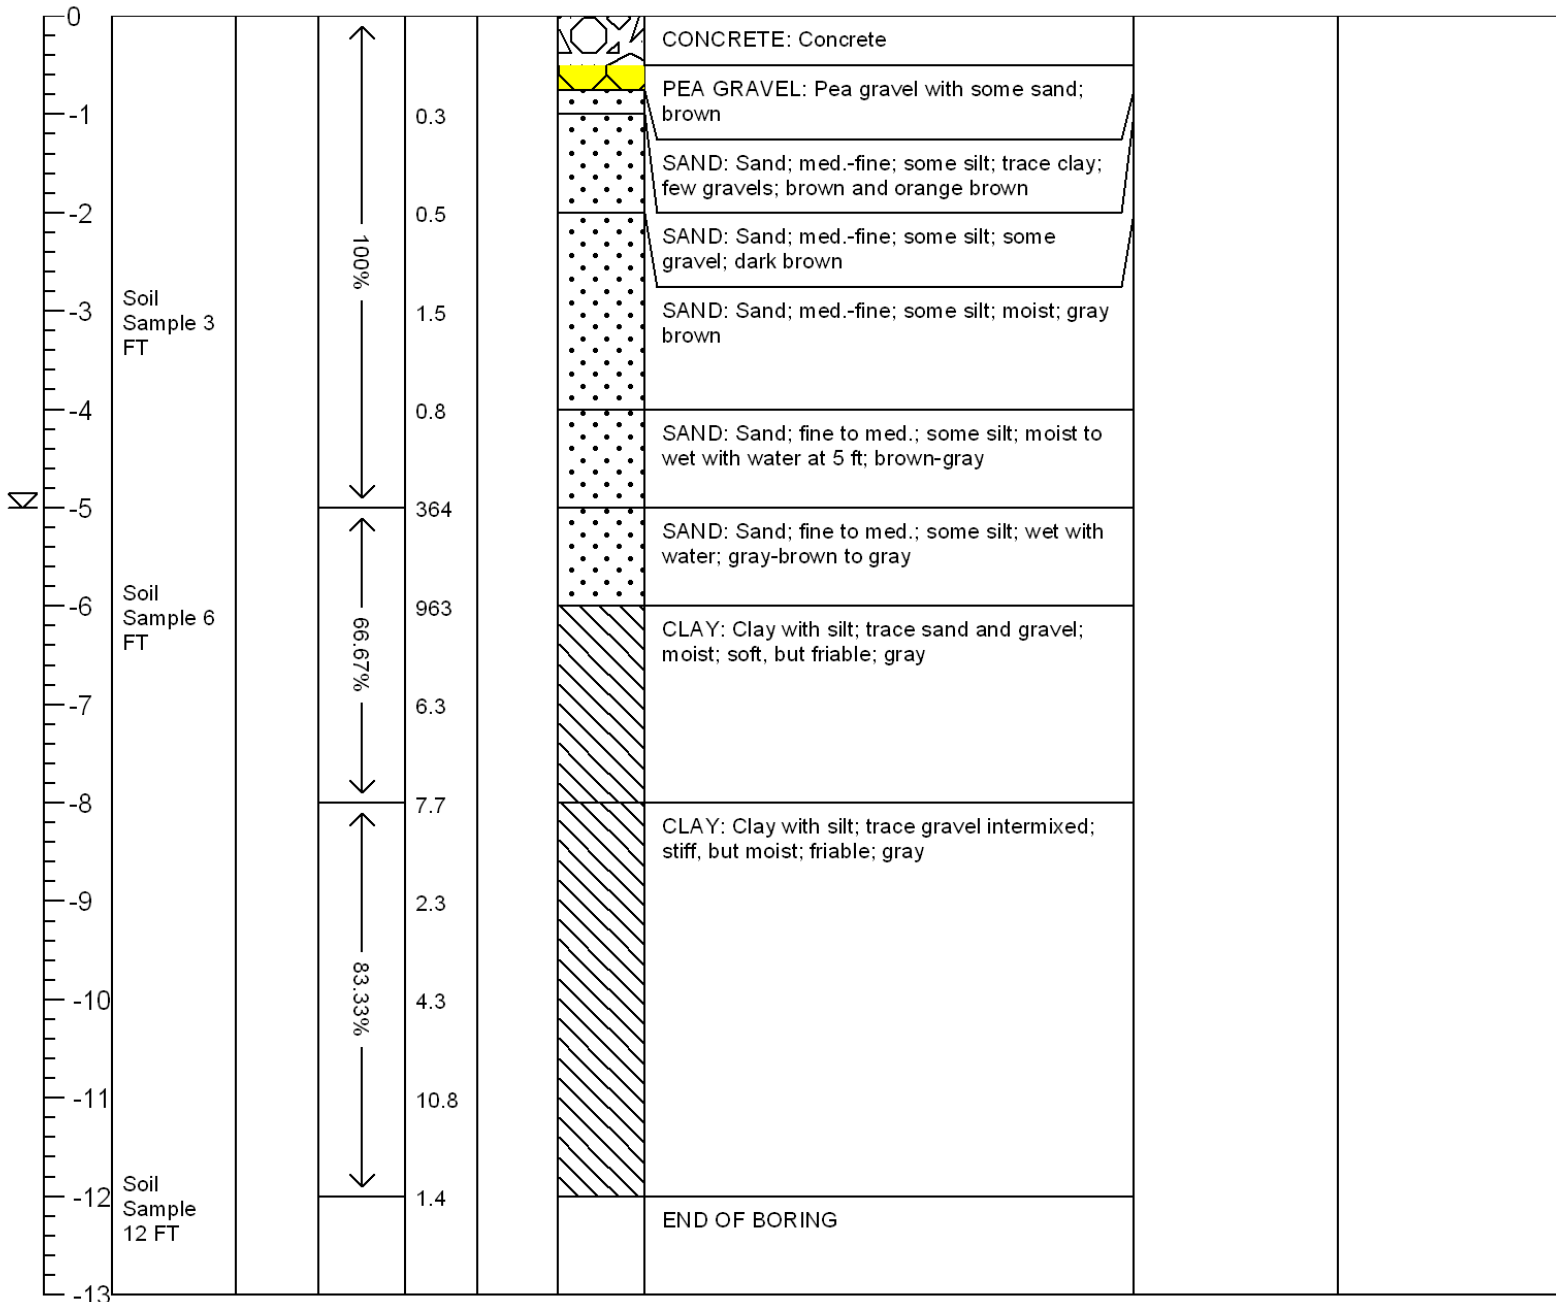 0
-1
-2
-3
-4
-5
-6
-7
-8
-9
-10
-11
-12
-13
Soil
Sample 3
FT
Soil
Sample 6
FT
Soil
Sample
12 FT
100%
66.67%
83.33%
0.3
0.5
1.5
0.8
364
963
6.3
7.7
2.3
4.3
10.8
1.4
CONCRETE: Concrete
PEA GRAVEL: Pea gravel with some sand;
brown
SAND: Sand; med.-fine; some silt; trace clay;
few gravels; brown and orange brown
SAND: Sand; med.-fine; some silt; some
gravel; dark brown
SAND: Sand; med.-fine; some silt; moist; gray
brown
SAND: Sand; fine to med.; some silt; moist to
wet with water at 5 ft; brown-gray
SAND: Sand; fine to med.; some silt; wet with
water; gray-brown to gray
CLAY: Clay with silt; trace sand and gravel;
moist; soft, but friable; gray
CLAY: Clay with silt; trace gravel intermixed;
stiff, but moist; friable; gray
END OF BORING